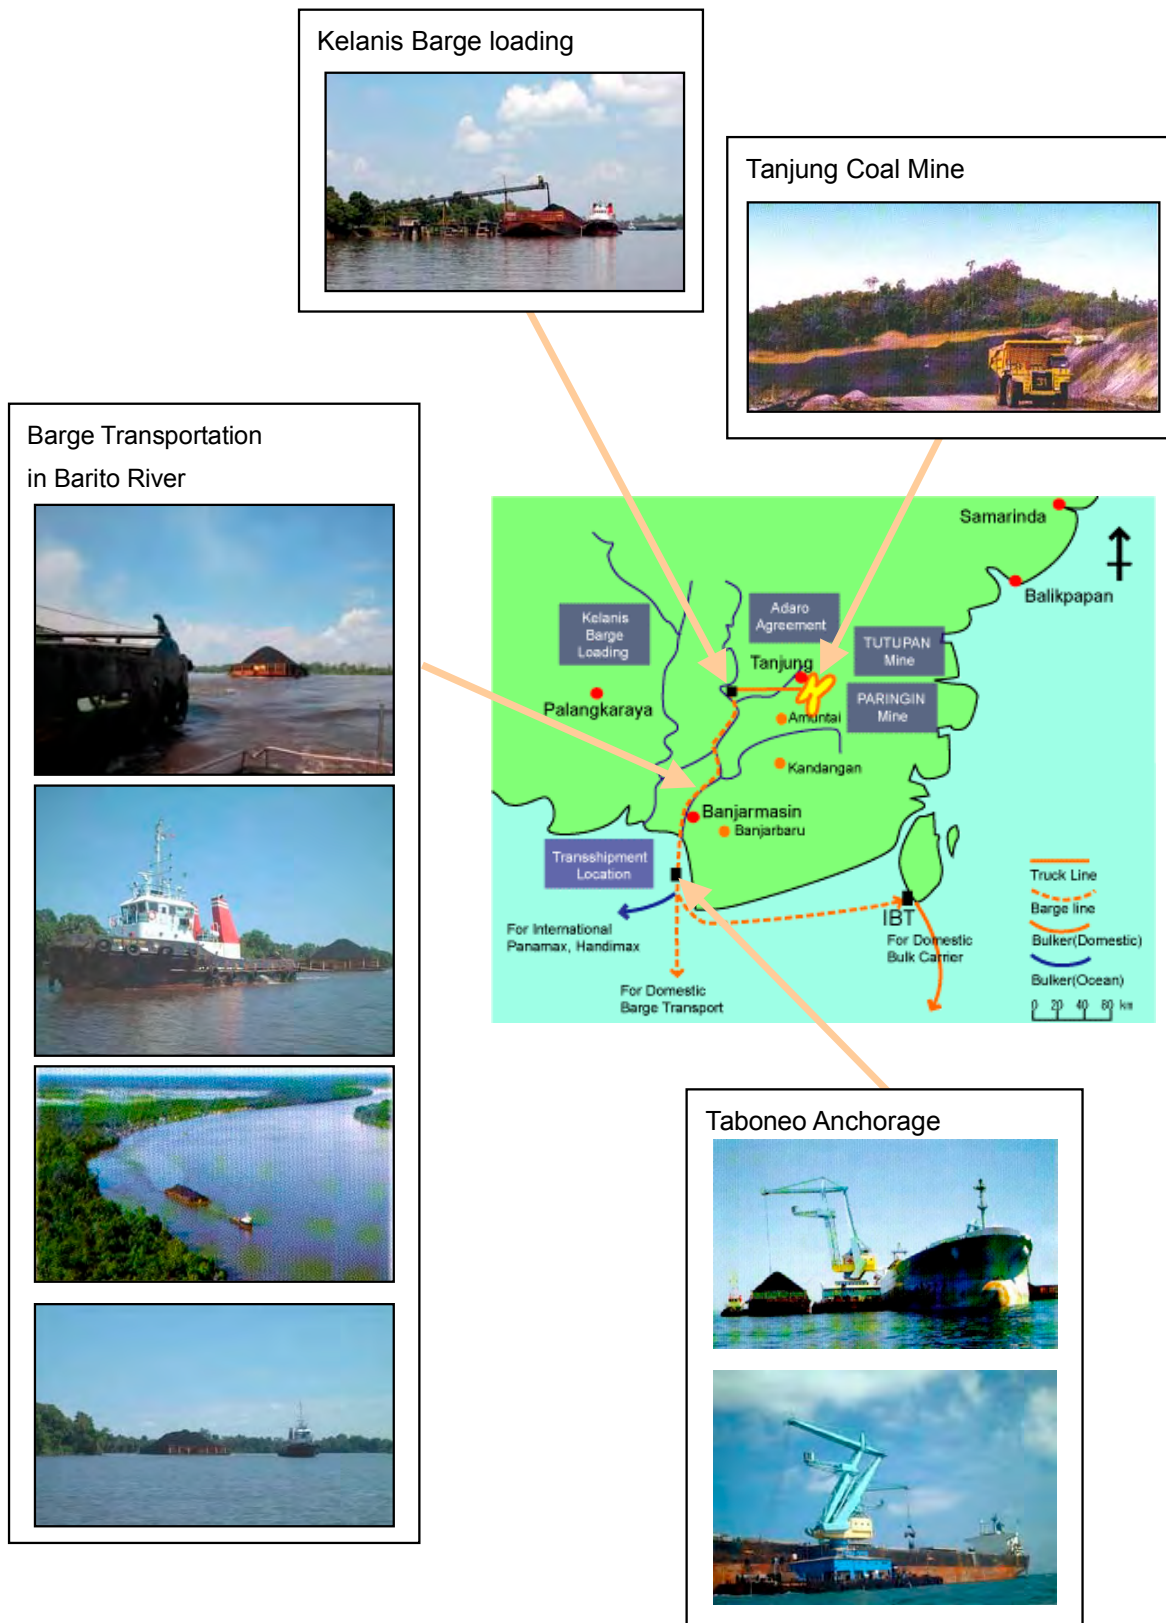 Kelanis Barge loading
Tanjung Coal Mine
31
Barge Transportation
in Barito River
Samarinda
Balikpapan
Kelanis
Barge
Loading
Adaro
Agreement
TUTUPAN
Mine
Tanjung
PARINGIN
Mine
Palangkaraya
Amuntai
Kandangan
Banjarmasin
Banjarbaru
Transshipment
Location
For International
Panamax, Handimax
For Domestic
Barge Transport
IBT
For Domestic
Bulk Carrier
Truck Line
Barge line
Bulker(Domestic)
Bulker(Ocean)
0 20 40 80 km
Taboneo Anchorage